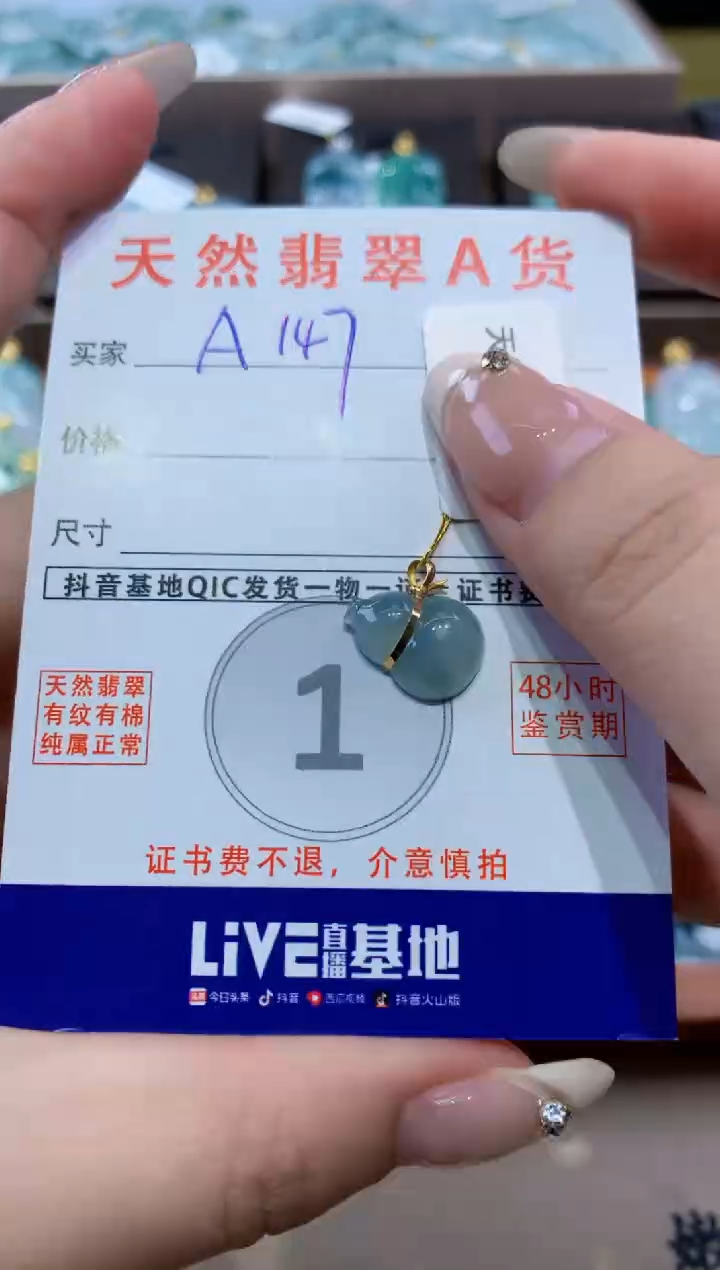 天然翡翠A货
买家 A 147
天
价格
尺寸
抖音基地QIC发货一物一证 证书费
天然翡翠
有纹有棉
纯属正常
1
48小时
鉴赏期
证书费不退，介意慎拍
LiVE直播基地
今日头条 抖音 西瓜视频 抖音火山版